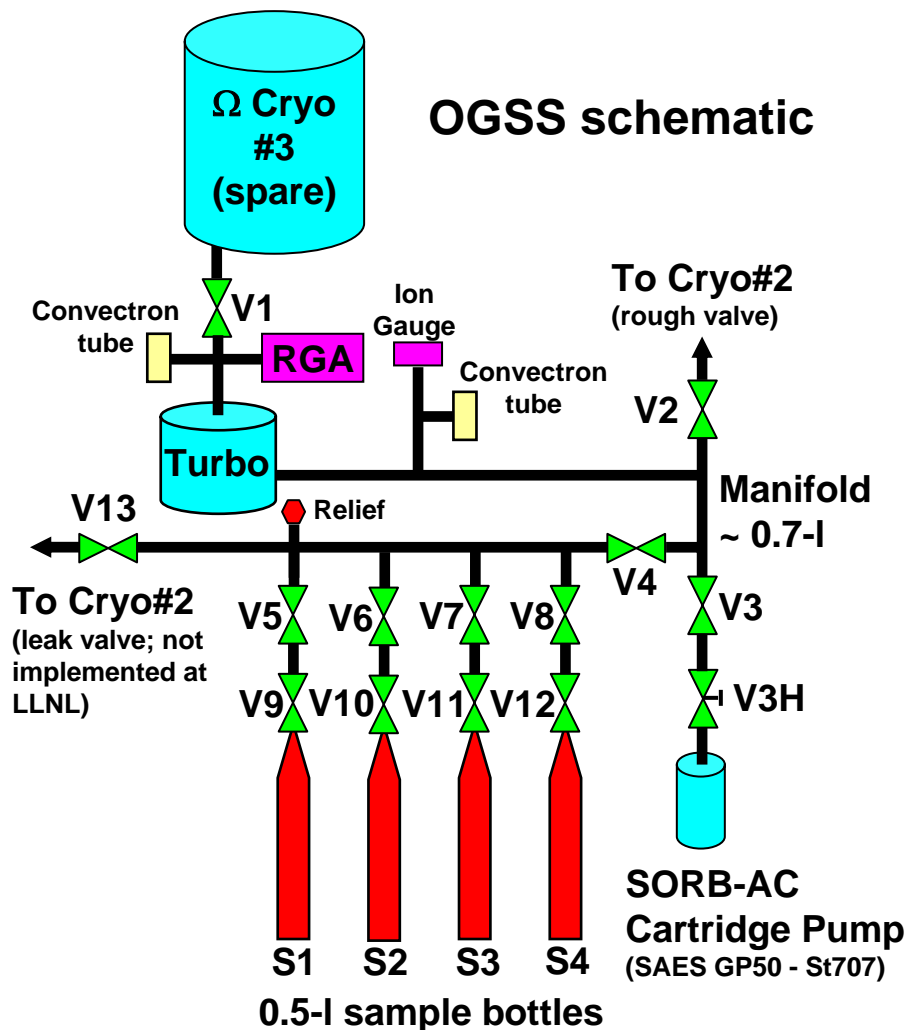 Ω Cryo
#3
(spare)
OGSS schematic
V1
Convectron
tube
RGA
Ion
Gauge
Convectron
tube
To Cryo#2
(rough valve)
V2
Turbo
Manifold
~ 0.7-l
V13
Relief
V4
To Cryo#2
(leak valve; not
implemented at
LLNL)
V5
V6
V7
V8
V3
V9
V10
V11
V12
V3H
SORB-AC
Cartridge Pump
(SAES GP50 - St707)
S1
S2
S3
S4
0.5-l sample bottles